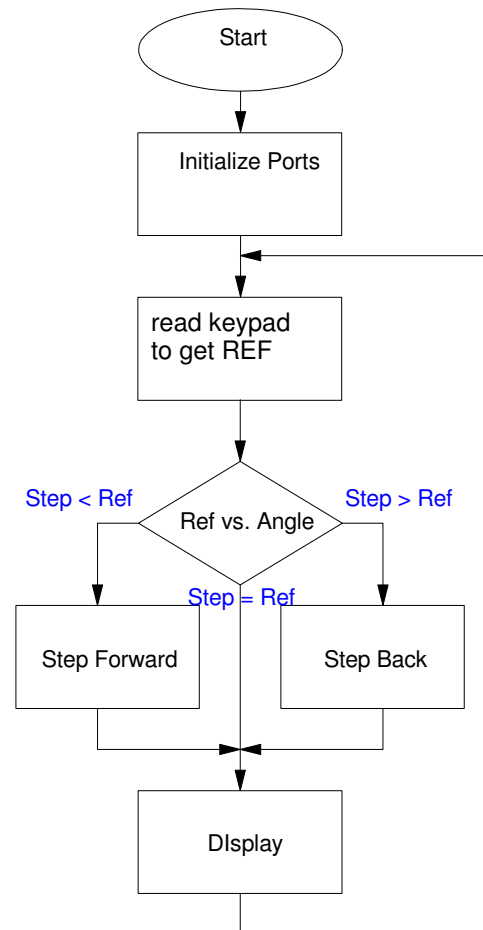 Start
Initialize Ports
read keypad
to get REF
Step < Ref
Step > Ref
Ref vs. Angle
Step = Ref
Step Forward
Step Back
DIsplay